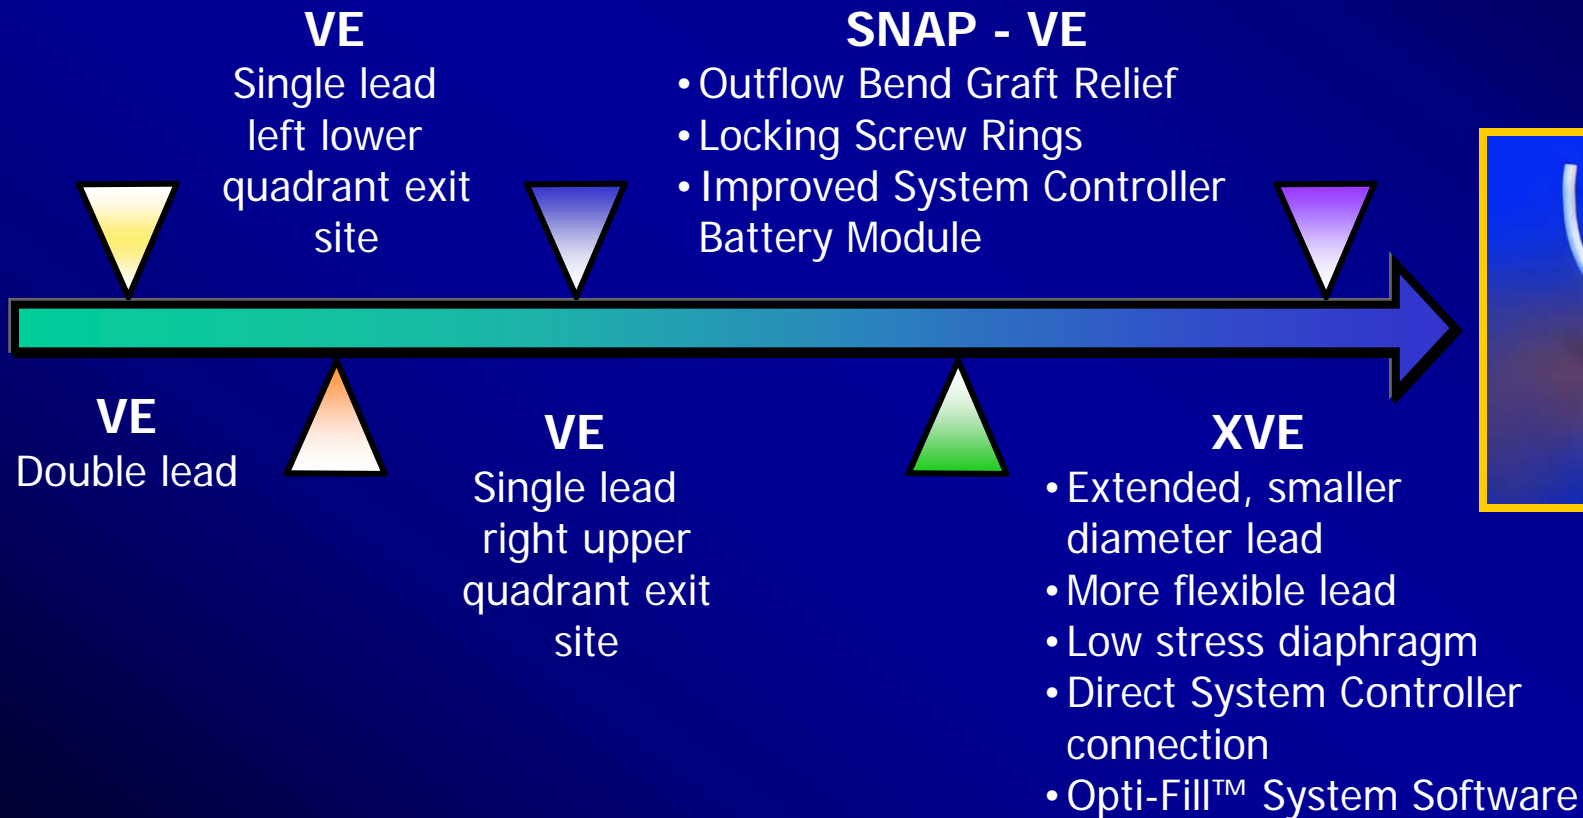 VE
Single lead
left lower
quadrant exit
site
SNAP - VE
• Outflow Bend Graft Relief
• Locking Screw Rings
• Improved System Controller
Battery Module
VE
Double lead
VE
Single lead
right upper
quadrant exit
site
XVE
• Extended, smaller
diameter lead
• More flexible lead
• Low stress diaphragm
• Direct System Controller
connection
• Opti-Fill™ System Software